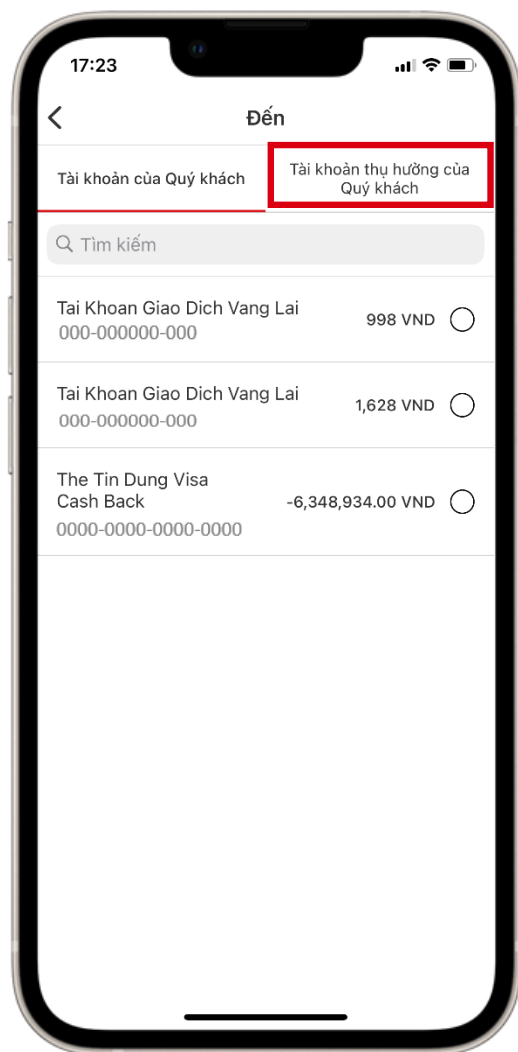 17:23
Đến
Tài khoản của Quý khách
Tài khoản thụ hưởng của
Quý khách
Tìm kiếm
Tai Khoan Giao Dich Vang Lai
998 VND
000-000000-000
Tai Khoan Giao Dich Vang Lai
1,628 VND
000-000000-000
The Tin Dung Visa
Cash Back
-6,348,934.00 VND
0000-0000-0000-0000